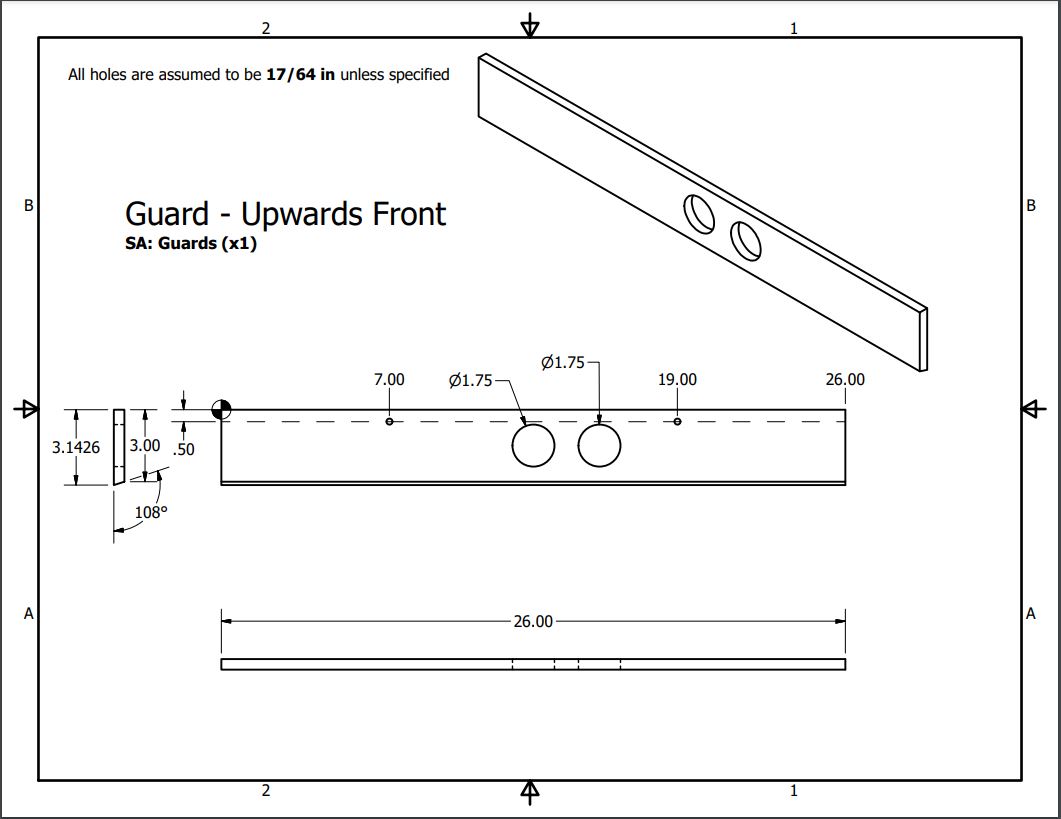 2 1
All holes are assumed to be 17/64 in unless specified
B B
Guard - Upwards Front
SA: Guards (x1)
Ø1.75
7.00 Ø1.75 19.00 26.00
3.1426 3.00 .50
108°
A A
26.00
2 1